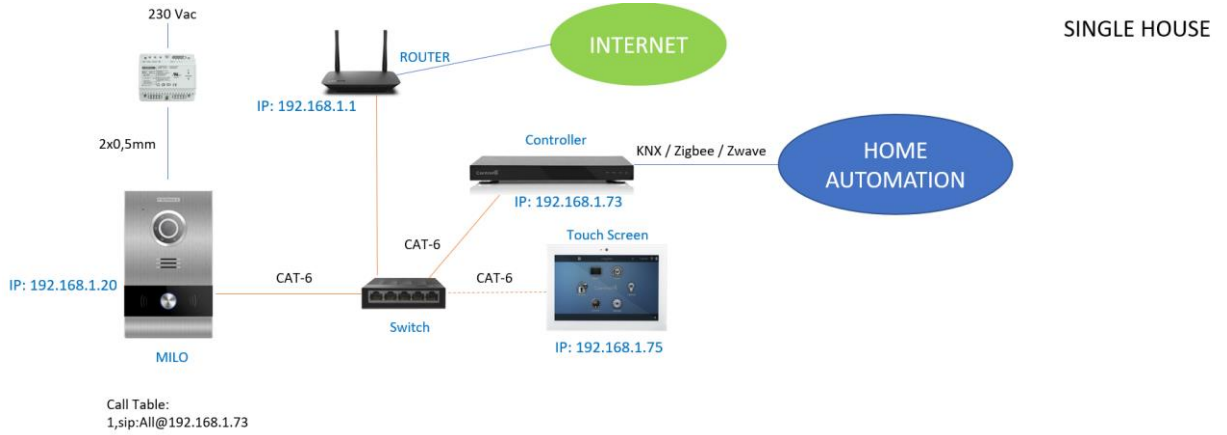 230 Vac
SINGLE HOUSE
INTERNET
ROUTER
IP: 192.168.1.1
2x0,5mm
Controller
KNX / Zigbee / Zwave
HOME
AUTOMATION
IP: 192.168.1.73
Touch Screen
CAT-6
IP: 192.168.1.20
CAT-6
CAT-6
Switch
IP: 192.168.1.75
MILO
Call Table:
1,sip:All@192.168.1.73